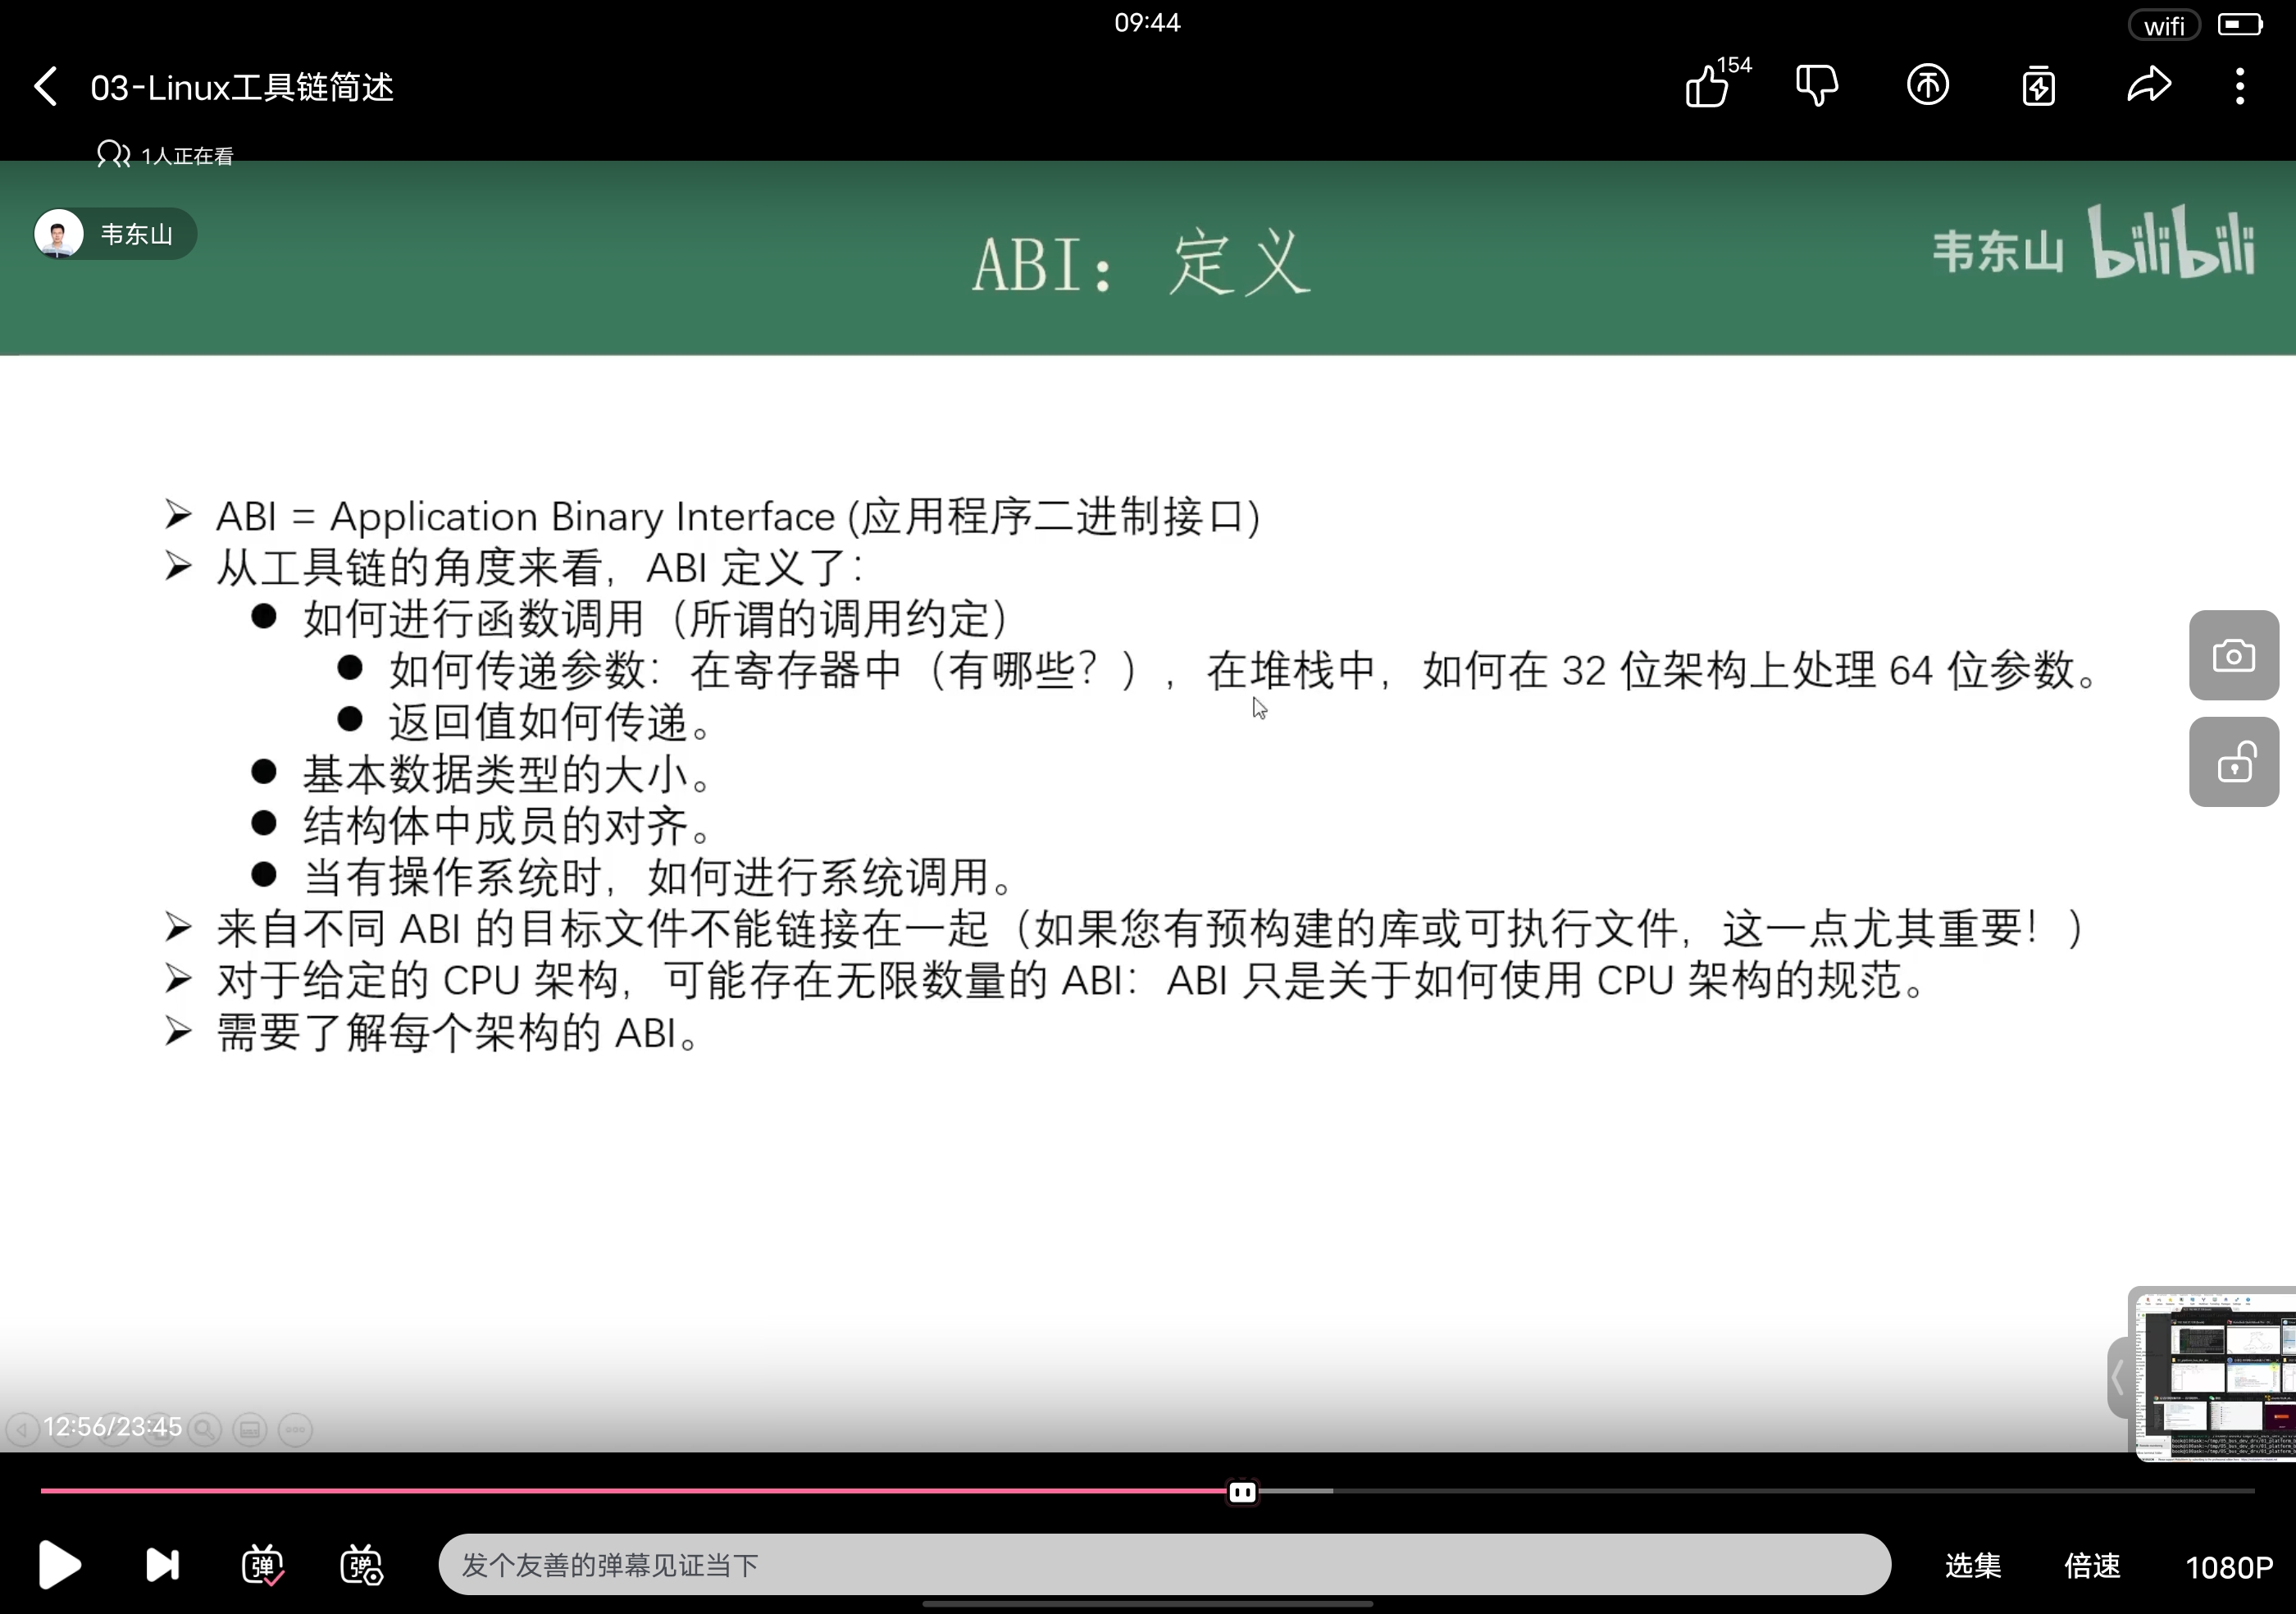 09:44
wifi
03-Linux工具链简述
154
1人正在看
韦东山
ABI：定义
韦东山 bilibili
ABI = Application Binary Interface (应用程序二进制接口)
从工具链的角度来看，ABI 定义了：
如何进行函数调用（所谓的调用约定）
如何传递参数：在寄存器中（有哪些？），在堆栈中，如何在 32 位架构上处理 64 位参数。
返回值如何传递。
基本数据类型的大小。
结构体中成员的对齐。
当有操作系统时，如何进行系统调用。
来自不同 ABI 的目标文件不能链接在一起（如果您有预构建的库或可执行文件，这一点尤其重要！）
对于给定的 CPU 架构，可能存在无限数量的 ABI：ABI 只是关于如何使用 CPU 架构的规范。
需要了解每个架构的 ABI。
12:56/23:45
弹
弹
发个友善的弹幕见证当下
选集
倍速
1080P